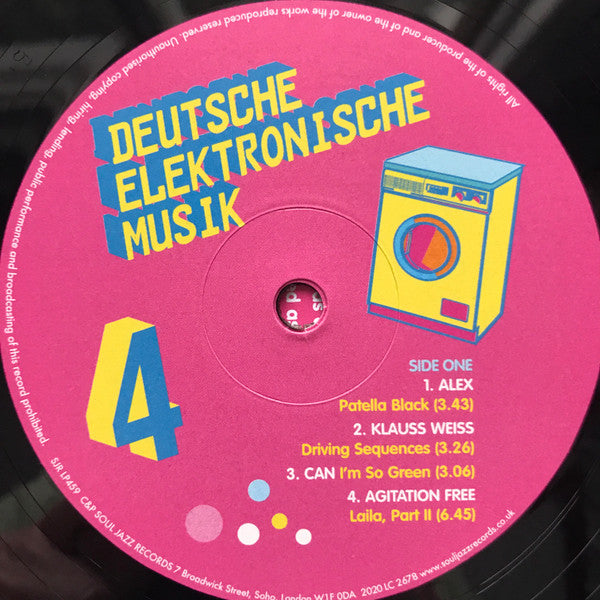 DEUTSCHE
ELEKTRONISCHE
MUSIK
4
SIDE ONE
1. ALEX
Patella Black (3.43)
2. KLAUSS WEISS
Driving Sequences (3.26)
3. CAN I'm So Green (3.06)
4. AGITATION FREE
Laila, Part II (6.45)
All rights of the producer and of the owner of the works reproduced reserved. Unauthorised copying, hiring, lending, public performance and broadcasting of this record prohibited.
SJR LP459 C&P SOUL JAZZ RECORDS 7 Broadwick Street, Soho, London W1F 0DA 2020 LC 2678 www.souljazzrecords.co.uk